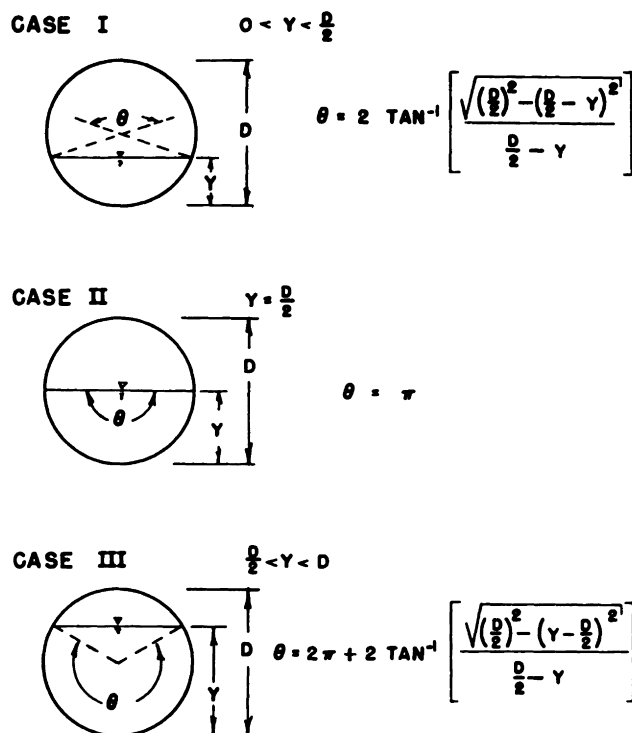 CASE I 0 < Y < D/2
θ
D
Y
θ = 2 TAN⁻¹ [√((D/2)² - (D/2 - Y)²) / (D/2 - Y)]
CASE II Y = D/2
θ
D
Y
θ = π
CASE III D/2 < Y < D
θ
D
Y
θ = 2π + 2 TAN⁻¹ [√((D/2)² - (Y - D/2)²) / (D/2 - Y)]